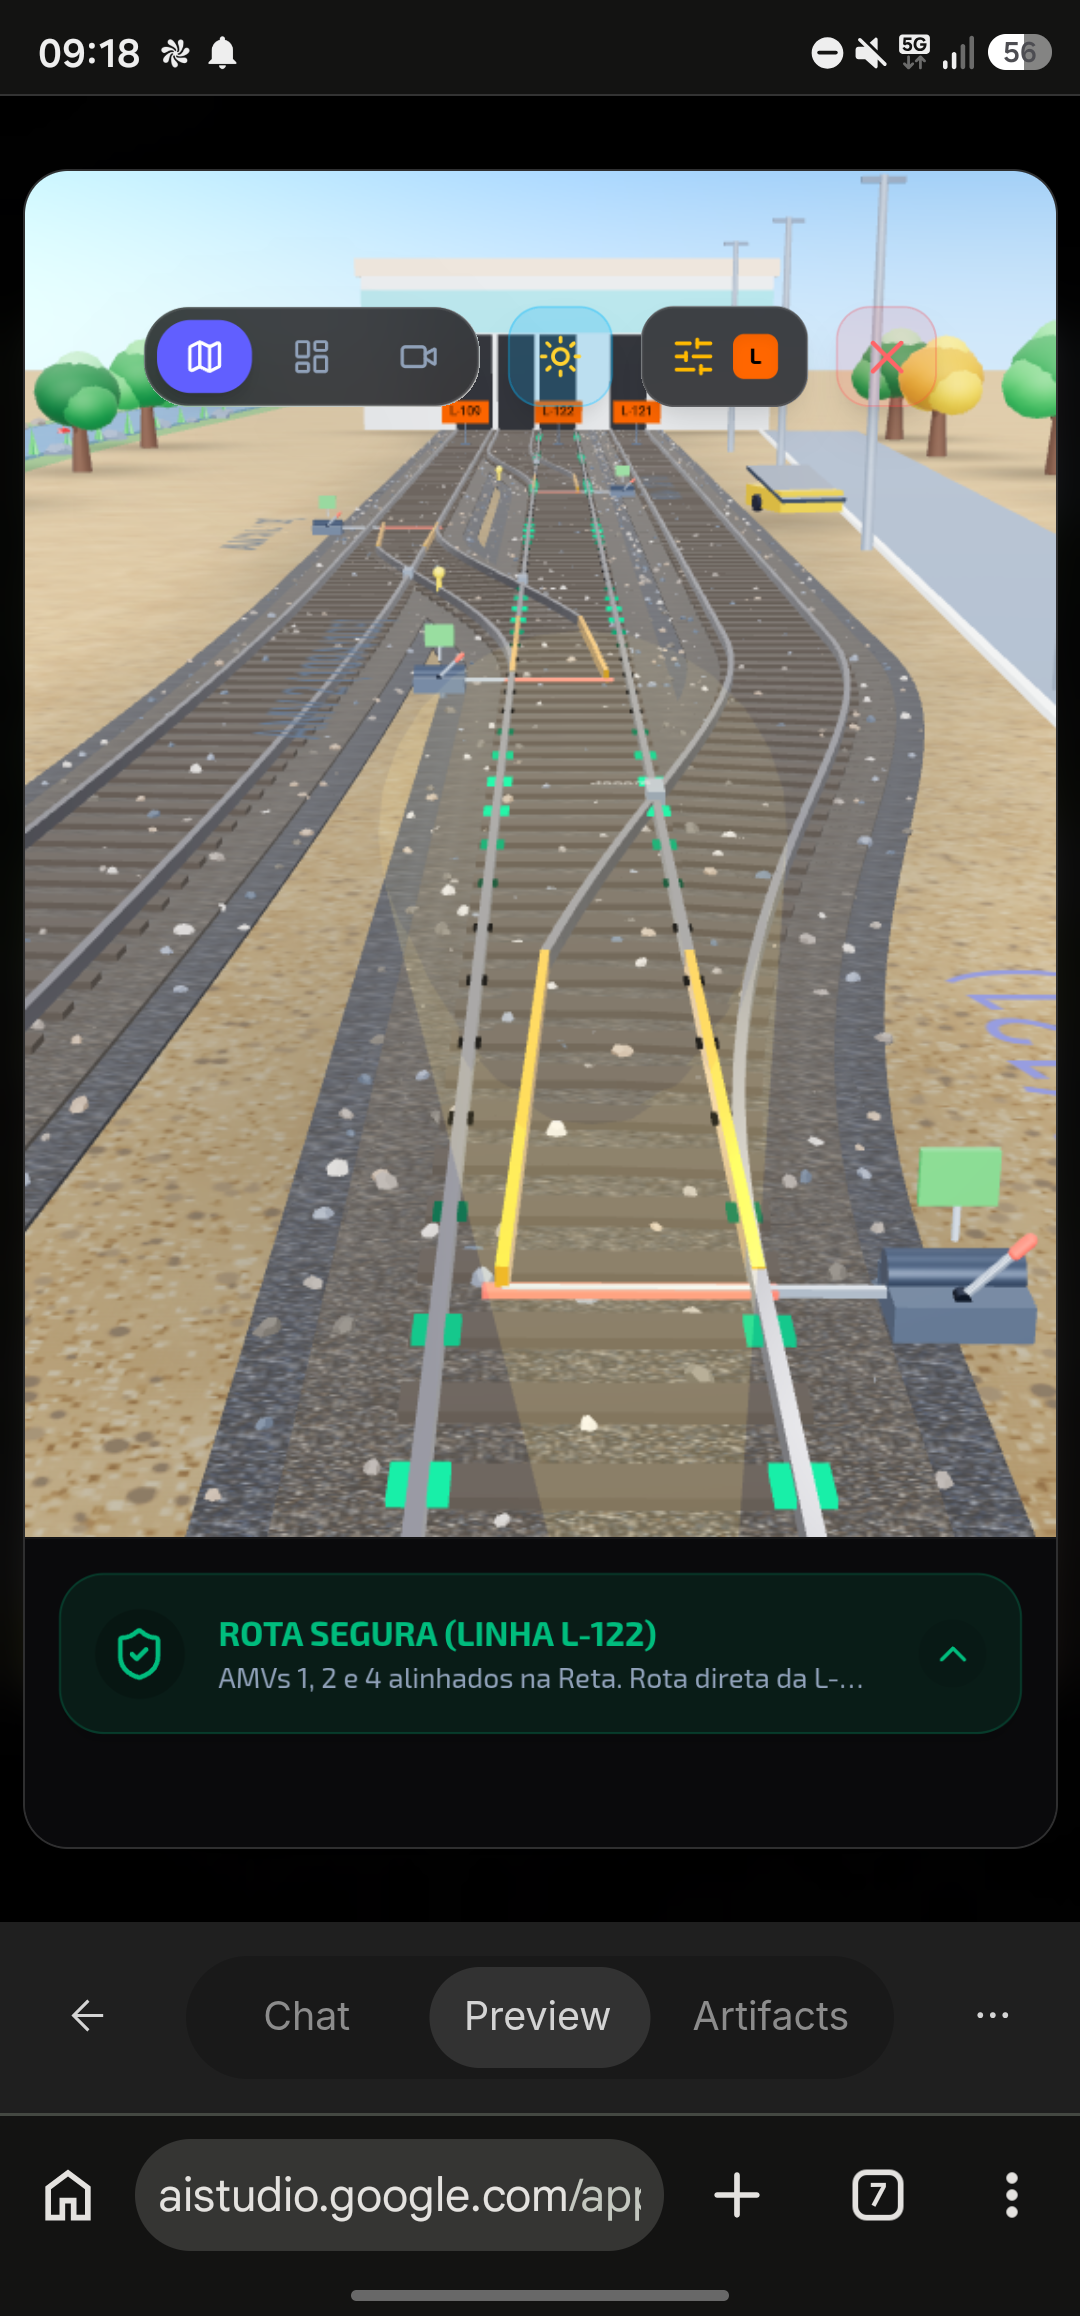 09:18
5G
56
L
L-109
L-122
L-121
ROTA SEGURA (LINHA L-122)
AMVs 1, 2 e 4 alinhados na Reta. Rota direta da L-...
Chat
Preview
Artifacts
aistudio.google.com/app
7